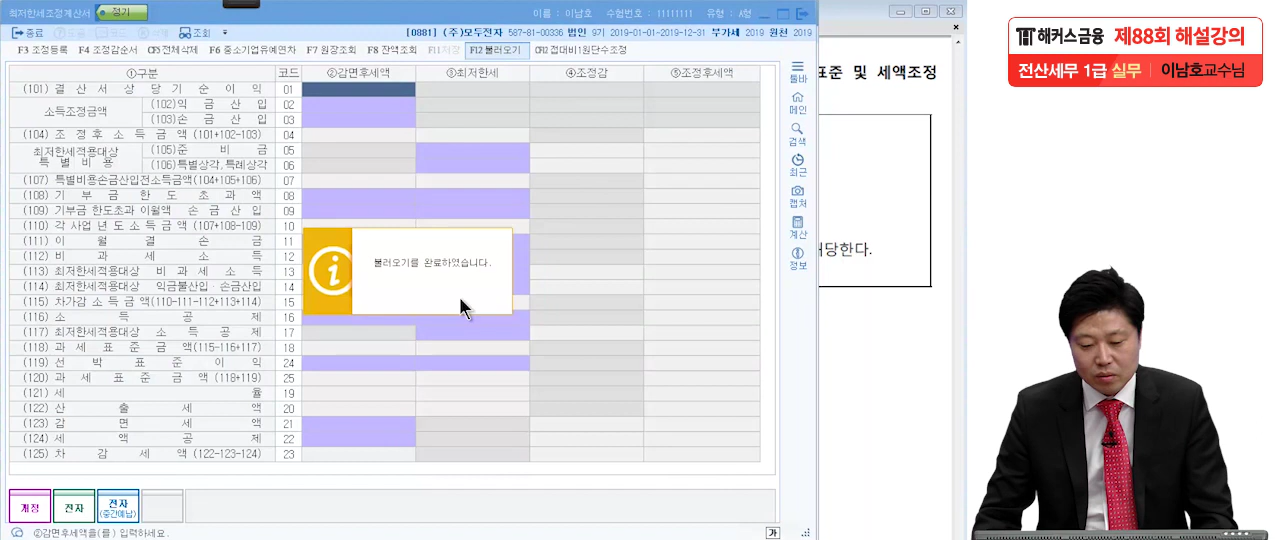 최저한세조정계산서 정기
이름 : 이남호 수험번호 : 11111111 유형 : A형
종료 코드 삭제 조회
[0881] (주)모두전자 587-81-00336 법인 9기 2019-01-01~2019-12-31 부가세 2019 원천 2019
F3 조정등록 F4 조정감순서 CF5전체삭제 F6 중소기업유예연차 F7 원장조회 F8 잔액조회 F11저장 F12 불러오기 CF12접대비1원단수조정
①구분 코드 ②감면후세액 ③최저한세 ④조정감 ⑤조정후세액
(101) 결 산 서 상 당 기 순 이 익 01
소득조정금액
(102)익 금 산 입 02
(103)손 금 산 입 03
(104) 조 정 후 소 득 금 액 (101+102-103) 04
최저한세적용대상
특 별 비 용
(105)준 비 금 05
(106)특별상각,특례상각 06
(107) 특별비용손금산입전소득금액(104+105+106) 07
(108) 기 부 금 한 도 초 과 액 08
(109) 기부금 한도초과 이월액 손 금 산 입 09
(110) 각 사업 년 도 소 득 금 액 (107+108-109) 10
(111) 이 월 결 손 금 11
(112) 비 과 세 소 득 12
(113) 최저한세적용대상 비 과 세 소 득 13
(114) 최저한세적용대상 익금불산입·손금산입 14
(115) 차가감 소 득 금 액(110-111-112+113+114) 15
(116) 소 득 공 제 16
(117) 최저한세적용대상 소 득 공 제 17
(118) 과 세 표 준 금 액(115-116+117) 18
(119) 선 박 표 준 이 익 24
(120) 과 세 표 준 금 액 (118+119) 25
(121) 세 율 19
(122) 산 출 세 액 20
(123) 감 면 세 액 21
(124) 세 액 공 제 22
(125) 차 감 세 액 (122-123-124) 23
불러오기를 완료하였습니다.
툴바
메인
검색
최근
캡처
계산
정보
개정 전자 전자
(중간예납)
②감면후세액을(를) 입력하세요.
가
표준 및 세액조정
해당한다.
해커스금융 제88회 해설강의
전산세무 1급 실무 이남호교수님